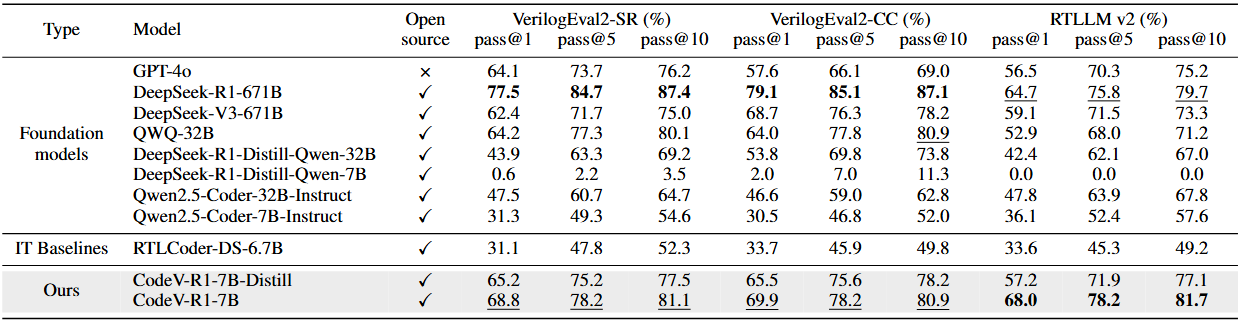 Type Model Open source VerilogEval2-SR (%) VerilogEval2-CC (%) RTLLM v2 (%)
pass@1 pass@5 pass@10 pass@1 pass@5 pass@10 pass@1 pass@5 pass@10
Foundation models
GPT-4o × 64.1 73.7 76.2 57.6 66.1 69.0 56.5 70.3 75.2
DeepSeek-R1-671B ✓ 77.5 84.7 87.4 79.1 85.1 87.1 64.7 75.8 79.7
DeepSeek-V3-671B ✓ 62.4 71.7 75.0 68.7 76.3 78.2 59.1 71.5 73.3
QWQ-32B ✓ 64.2 77.3 80.1 64.0 77.8 80.9 52.9 68.0 71.2
DeepSeek-R1-Distill-Qwen-32B ✓ 43.9 63.3 69.2 53.8 69.8 73.8 42.4 62.1 67.0
DeepSeek-R1-Distill-Qwen-7B ✓ 0.6 2.2 3.5 2.0 7.0 11.3 0.0 0.0 0.0
Qwen2.5-Coder-32B-Instruct ✓ 47.5 60.7 64.7 46.6 59.0 62.8 47.8 63.9 67.8
Qwen2.5-Coder-7B-Instruct ✓ 31.3 49.3 54.6 30.5 46.8 52.0 36.1 52.4 57.6
IT Baselines RTLCoder-DS-6.7B ✓ 31.1 47.8 52.3 33.7 45.9 49.8 33.6 45.3 49.2
Ours
CodeV-R1-7B-Distill ✓ 65.2 75.2 77.5 65.5 75.6 78.2 57.2 71.9 77.1
CodeV-R1-7B ✓ 68.8 78.2 81.1 69.9 78.2 80.9 68.0 78.2 81.7